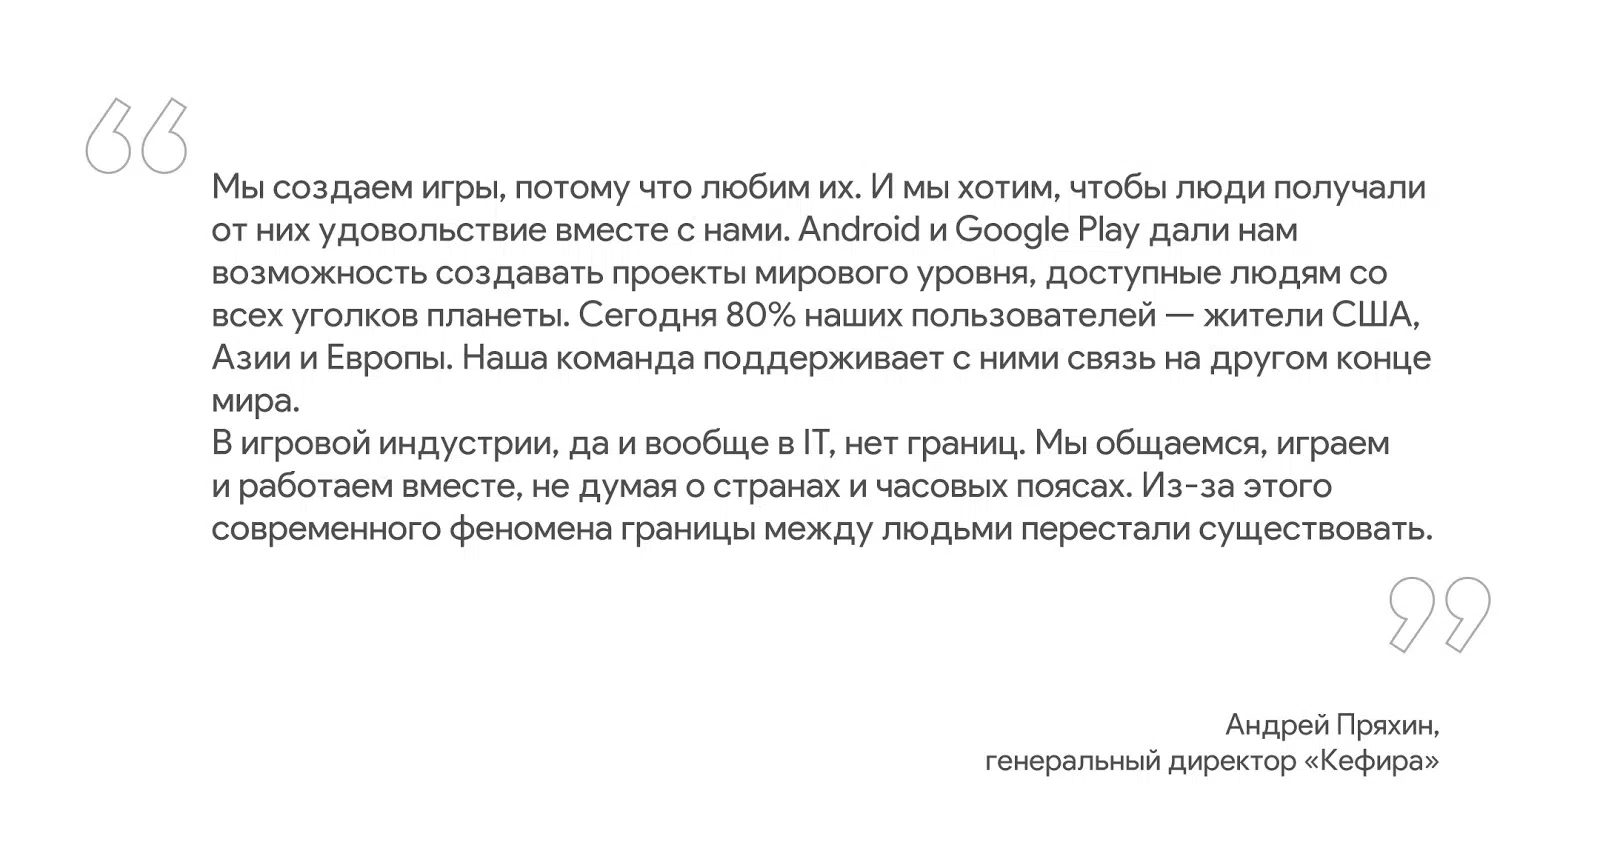 “
Мы создаем игры, потому что любим их. И мы хотим, чтобы люди получали
от них удовольствие вместе с нами. Android и Google Play дали нам
возможность создавать проекты мирового уровня, доступные людям со
всех уголков планеты. Сегодня 80% наших пользователей — жители США,
Азии и Европы. Наша команда поддерживает с ними связь на другом конце
мира.
В игровой индустрии, да и вообще в IT, нет границ. Мы общаемся, играем
и работаем вместе, не думая о странах и часовых поясах. Из-за этого
современного феномена границы между людьми перестали существовать.
”
Андрей Пряхин,
генеральный директор «Кефира»